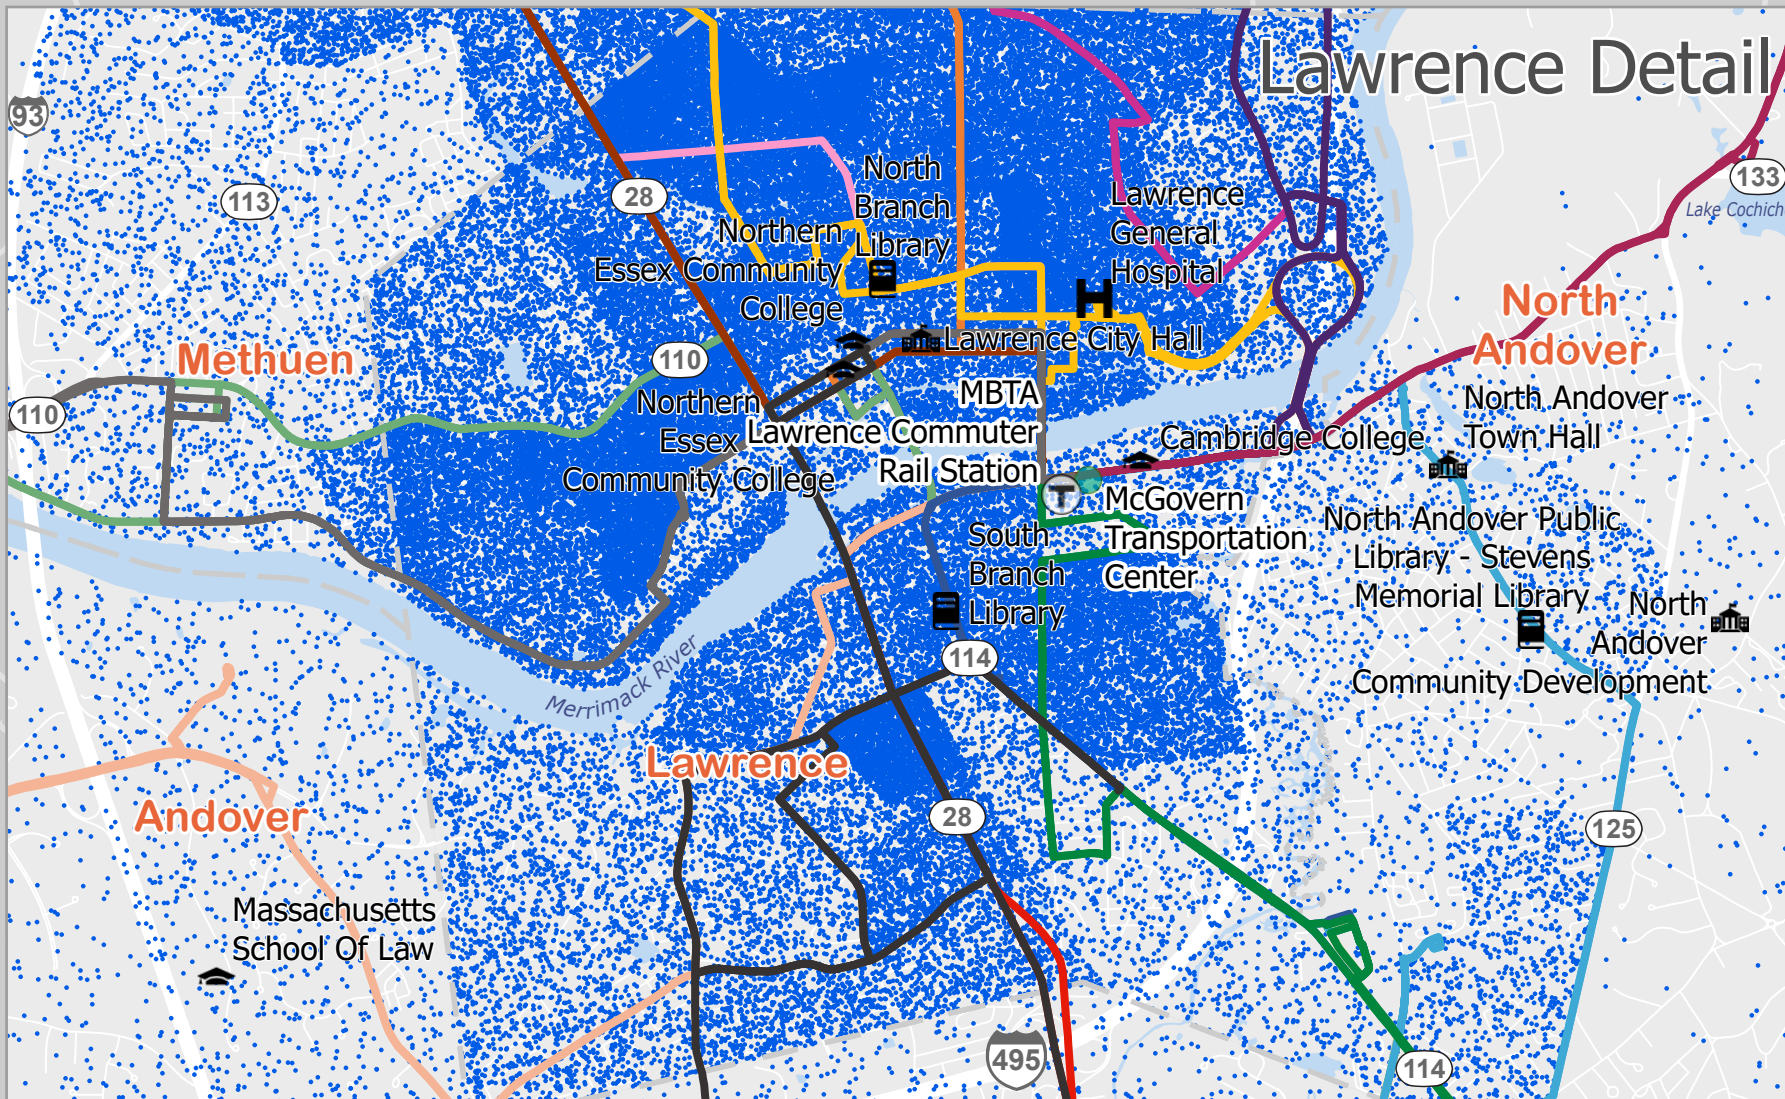 Lawrence Detail
93
113
28
133
Lake Cochich
North
Branch
Library
Lawrence
General
Hospital
Northern
Essex Community
College
North
Andover
Methuen
110
110
Lawrence City Hall
Northern
Essex
Community College
MBTA
Lawrence Commuter
Rail Station
Cambridge College
North Andover
Town Hall
McGovern
Transportation
Center
North Andover Public
Library - Stevens
Memorial Library
South
Branch
Library
North
Andover
Community Development
114
Merrimack River
Lawrence
Andover
28
125
Massachusetts
School Of Law
495
114
T
H